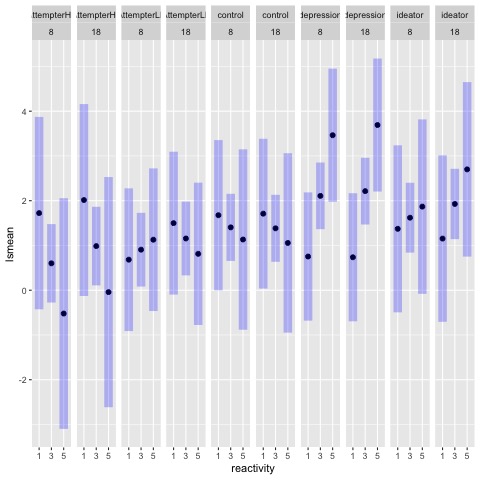 ttempterH ttempterH ttempterLI ttempterLI control control depression depression ideator ideator
8 18 8 18 8 18 8 18 8 18
4
2
0
-2
lsmean
1 3 5 1 3 5 1 3 5 1 3 5 1 3 5 1 3 5 1 3 5 1 3 5 1 3 5 1 3 5
reactivity